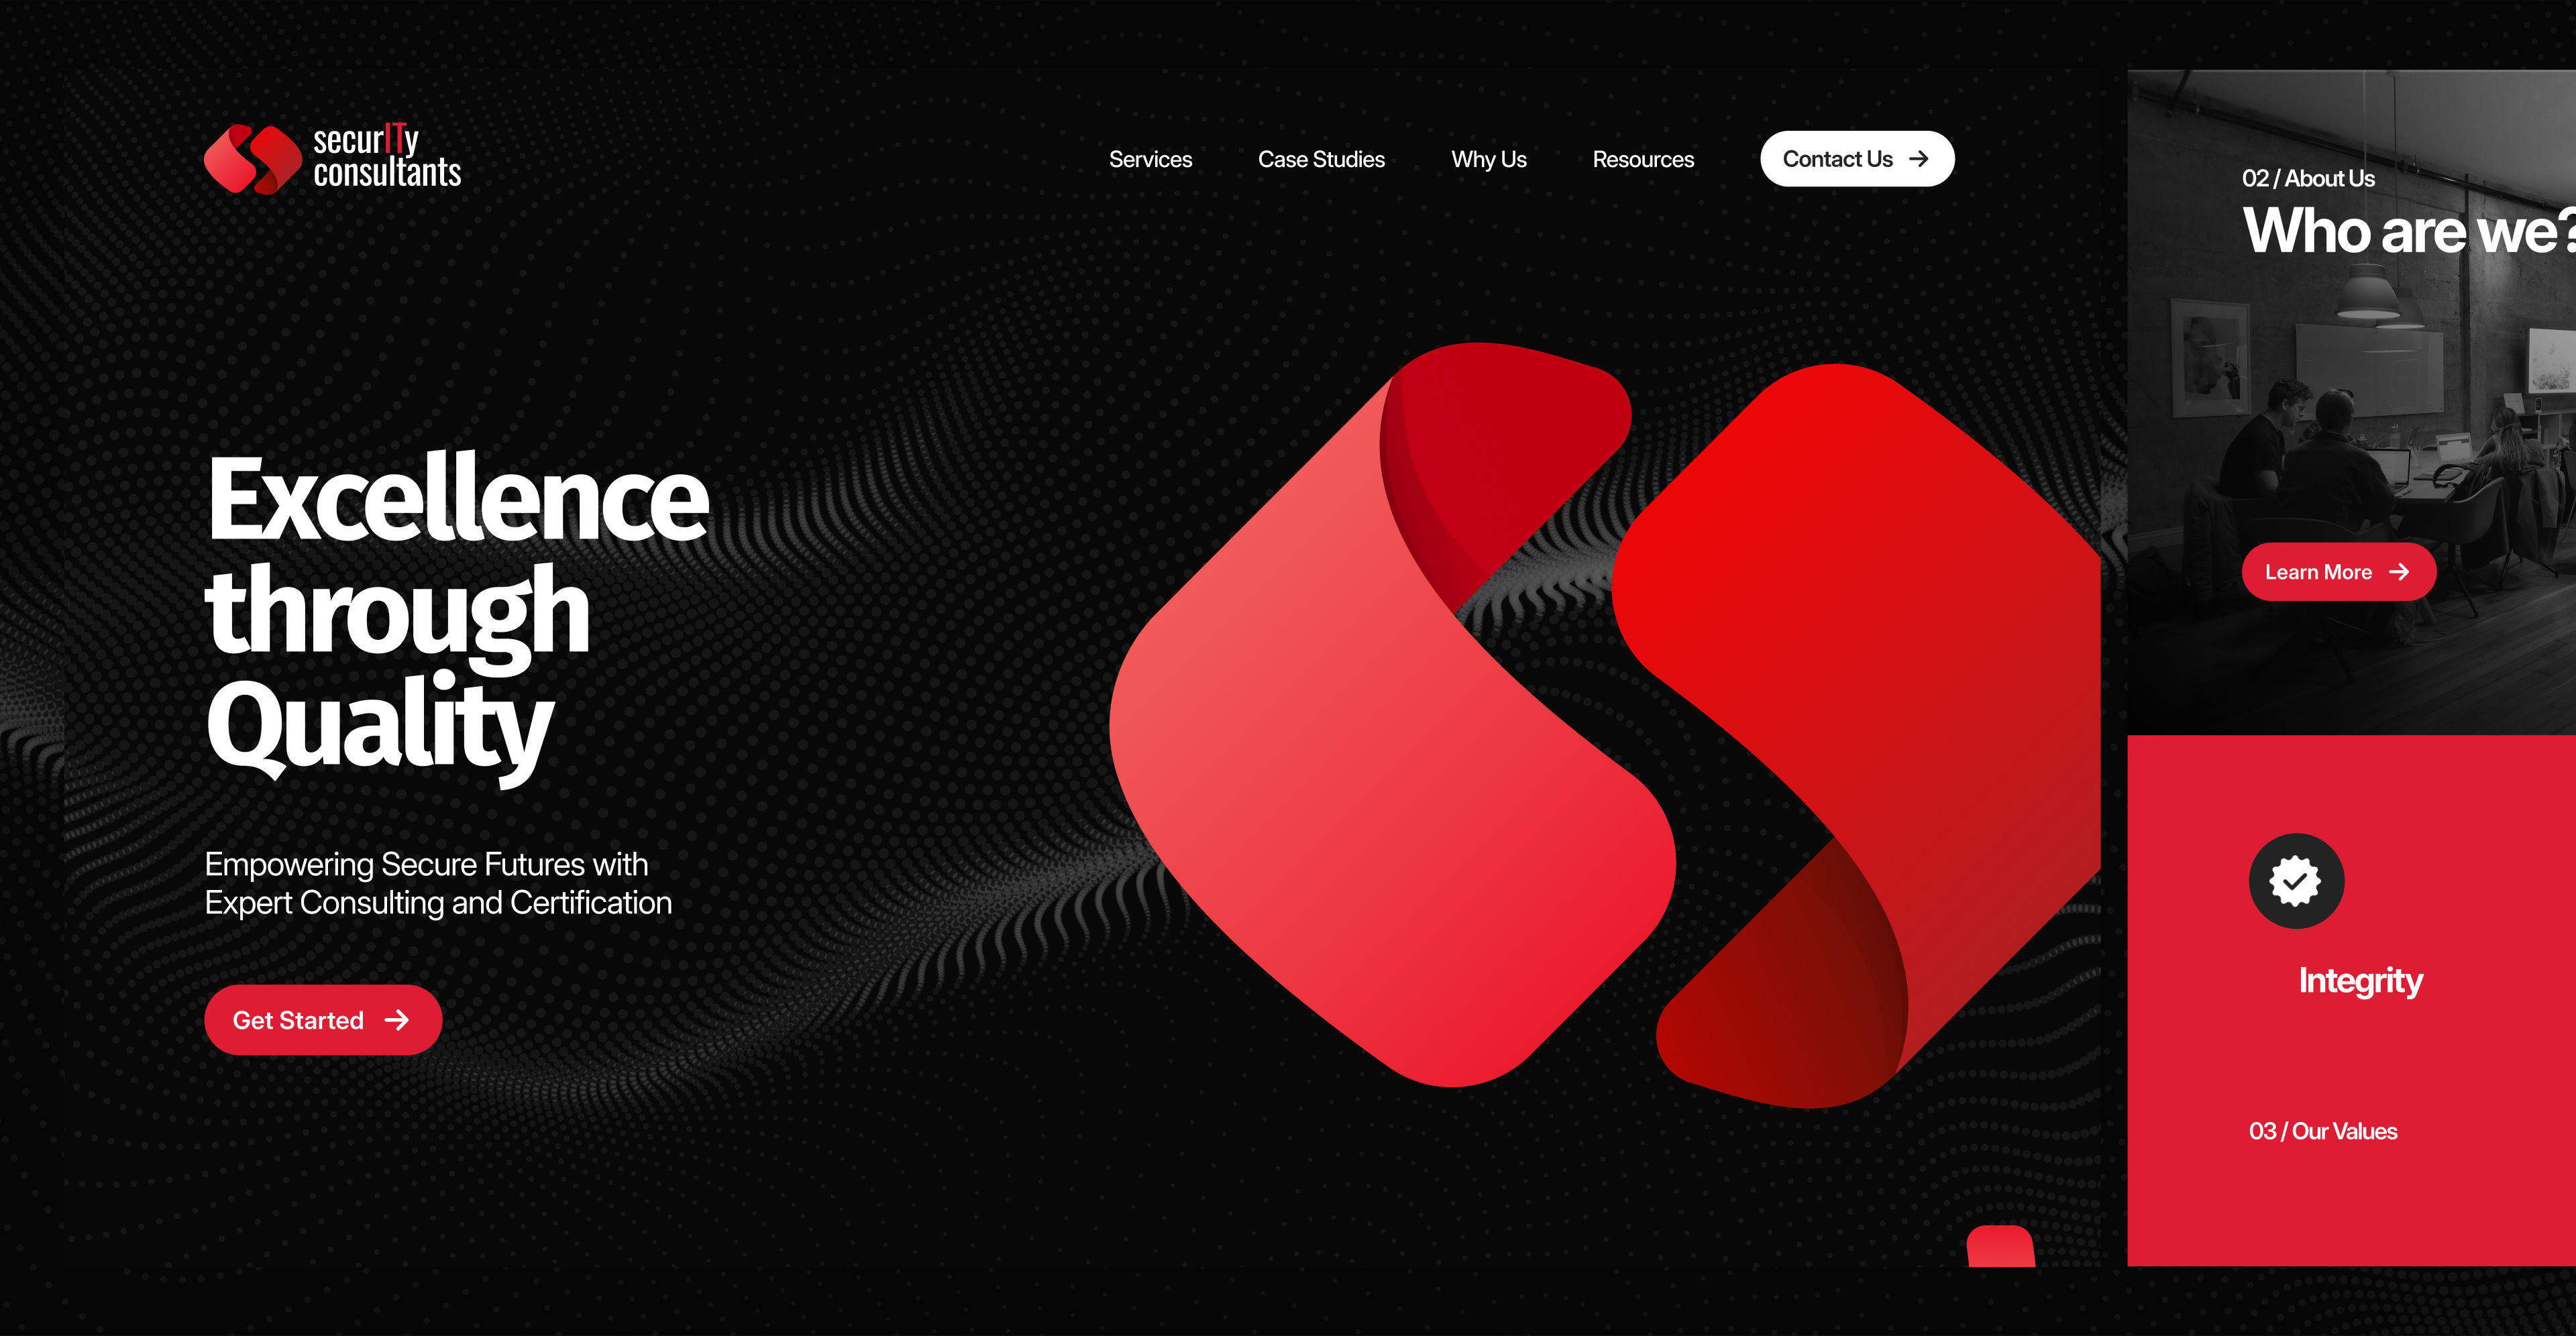 securITy
consultants
Services
Case Studies
Why Us
Resources
Contact Us
Excellence
through
Quality
Empowering Secure Futures with
Expert Consulting and Certification
Get Started
02 / About Us
Who are we?
Learn More
Integrity
03 / Our Values